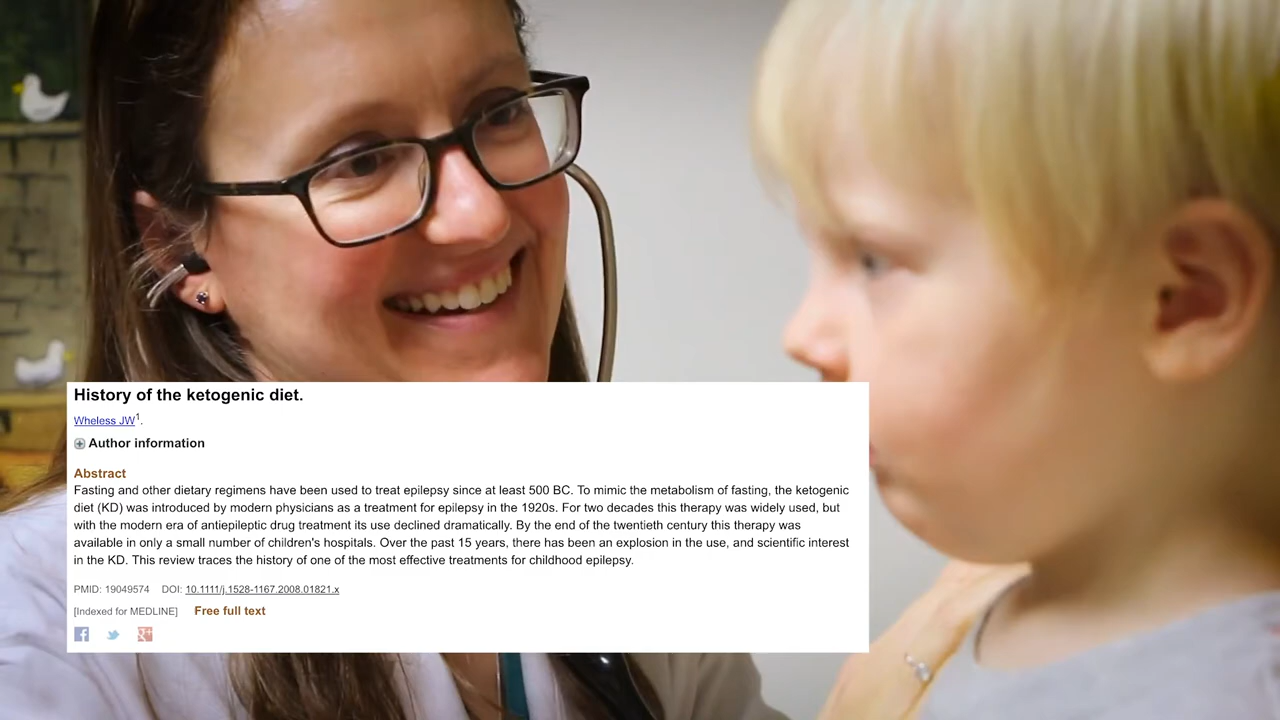 History of the ketogenic diet.
Wheless JW1.
Author information
Abstract
Fasting and other dietary regimens have been used to treat epilepsy since at least 500 BC. To mimic the metabolism of fasting, the ketogenic
diet (KD) was introduced by modern physicians as a treatment for epilepsy in the 1920s. For two decades this therapy was widely used, but
with the modern era of antiepileptic drug treatment its use declined dramatically. By the end of the twentieth century this therapy was
available in only a small number of children's hospitals. Over the past 15 years, there has been an explosion in the use, and scientific interest
in the KD. This review traces the history of one of the most effective treatments for childhood epilepsy.
PMID: 19049574 DOI: 10.1111/j.1528-1167.2008.01821.x
[Indexed for MEDLINE] Free full text